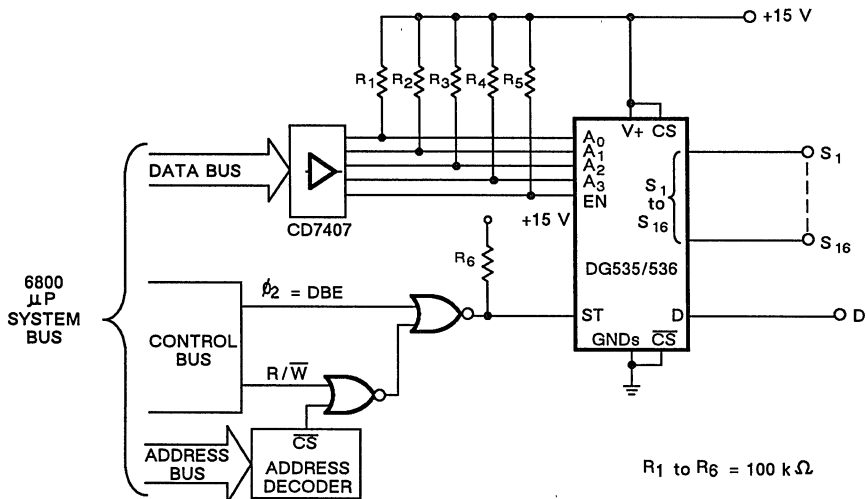 +15 V
R1 R2 R3 R4 R5
V+ CS
A0
A1
A2
A3
EN
S1
to
S16
S1
S16
DATA BUS
CD7407
+15 V
R6
DG535/536
6800
μP
SYSTEM
BUS
ϕ2 = DBE
ST
D
D
CONTROL
BUS
GNDs CS̅
R/W̅
CS̅
ADDRESS
BUS
ADDRESS
DECODER
R1 to R6 = 100 k Ω